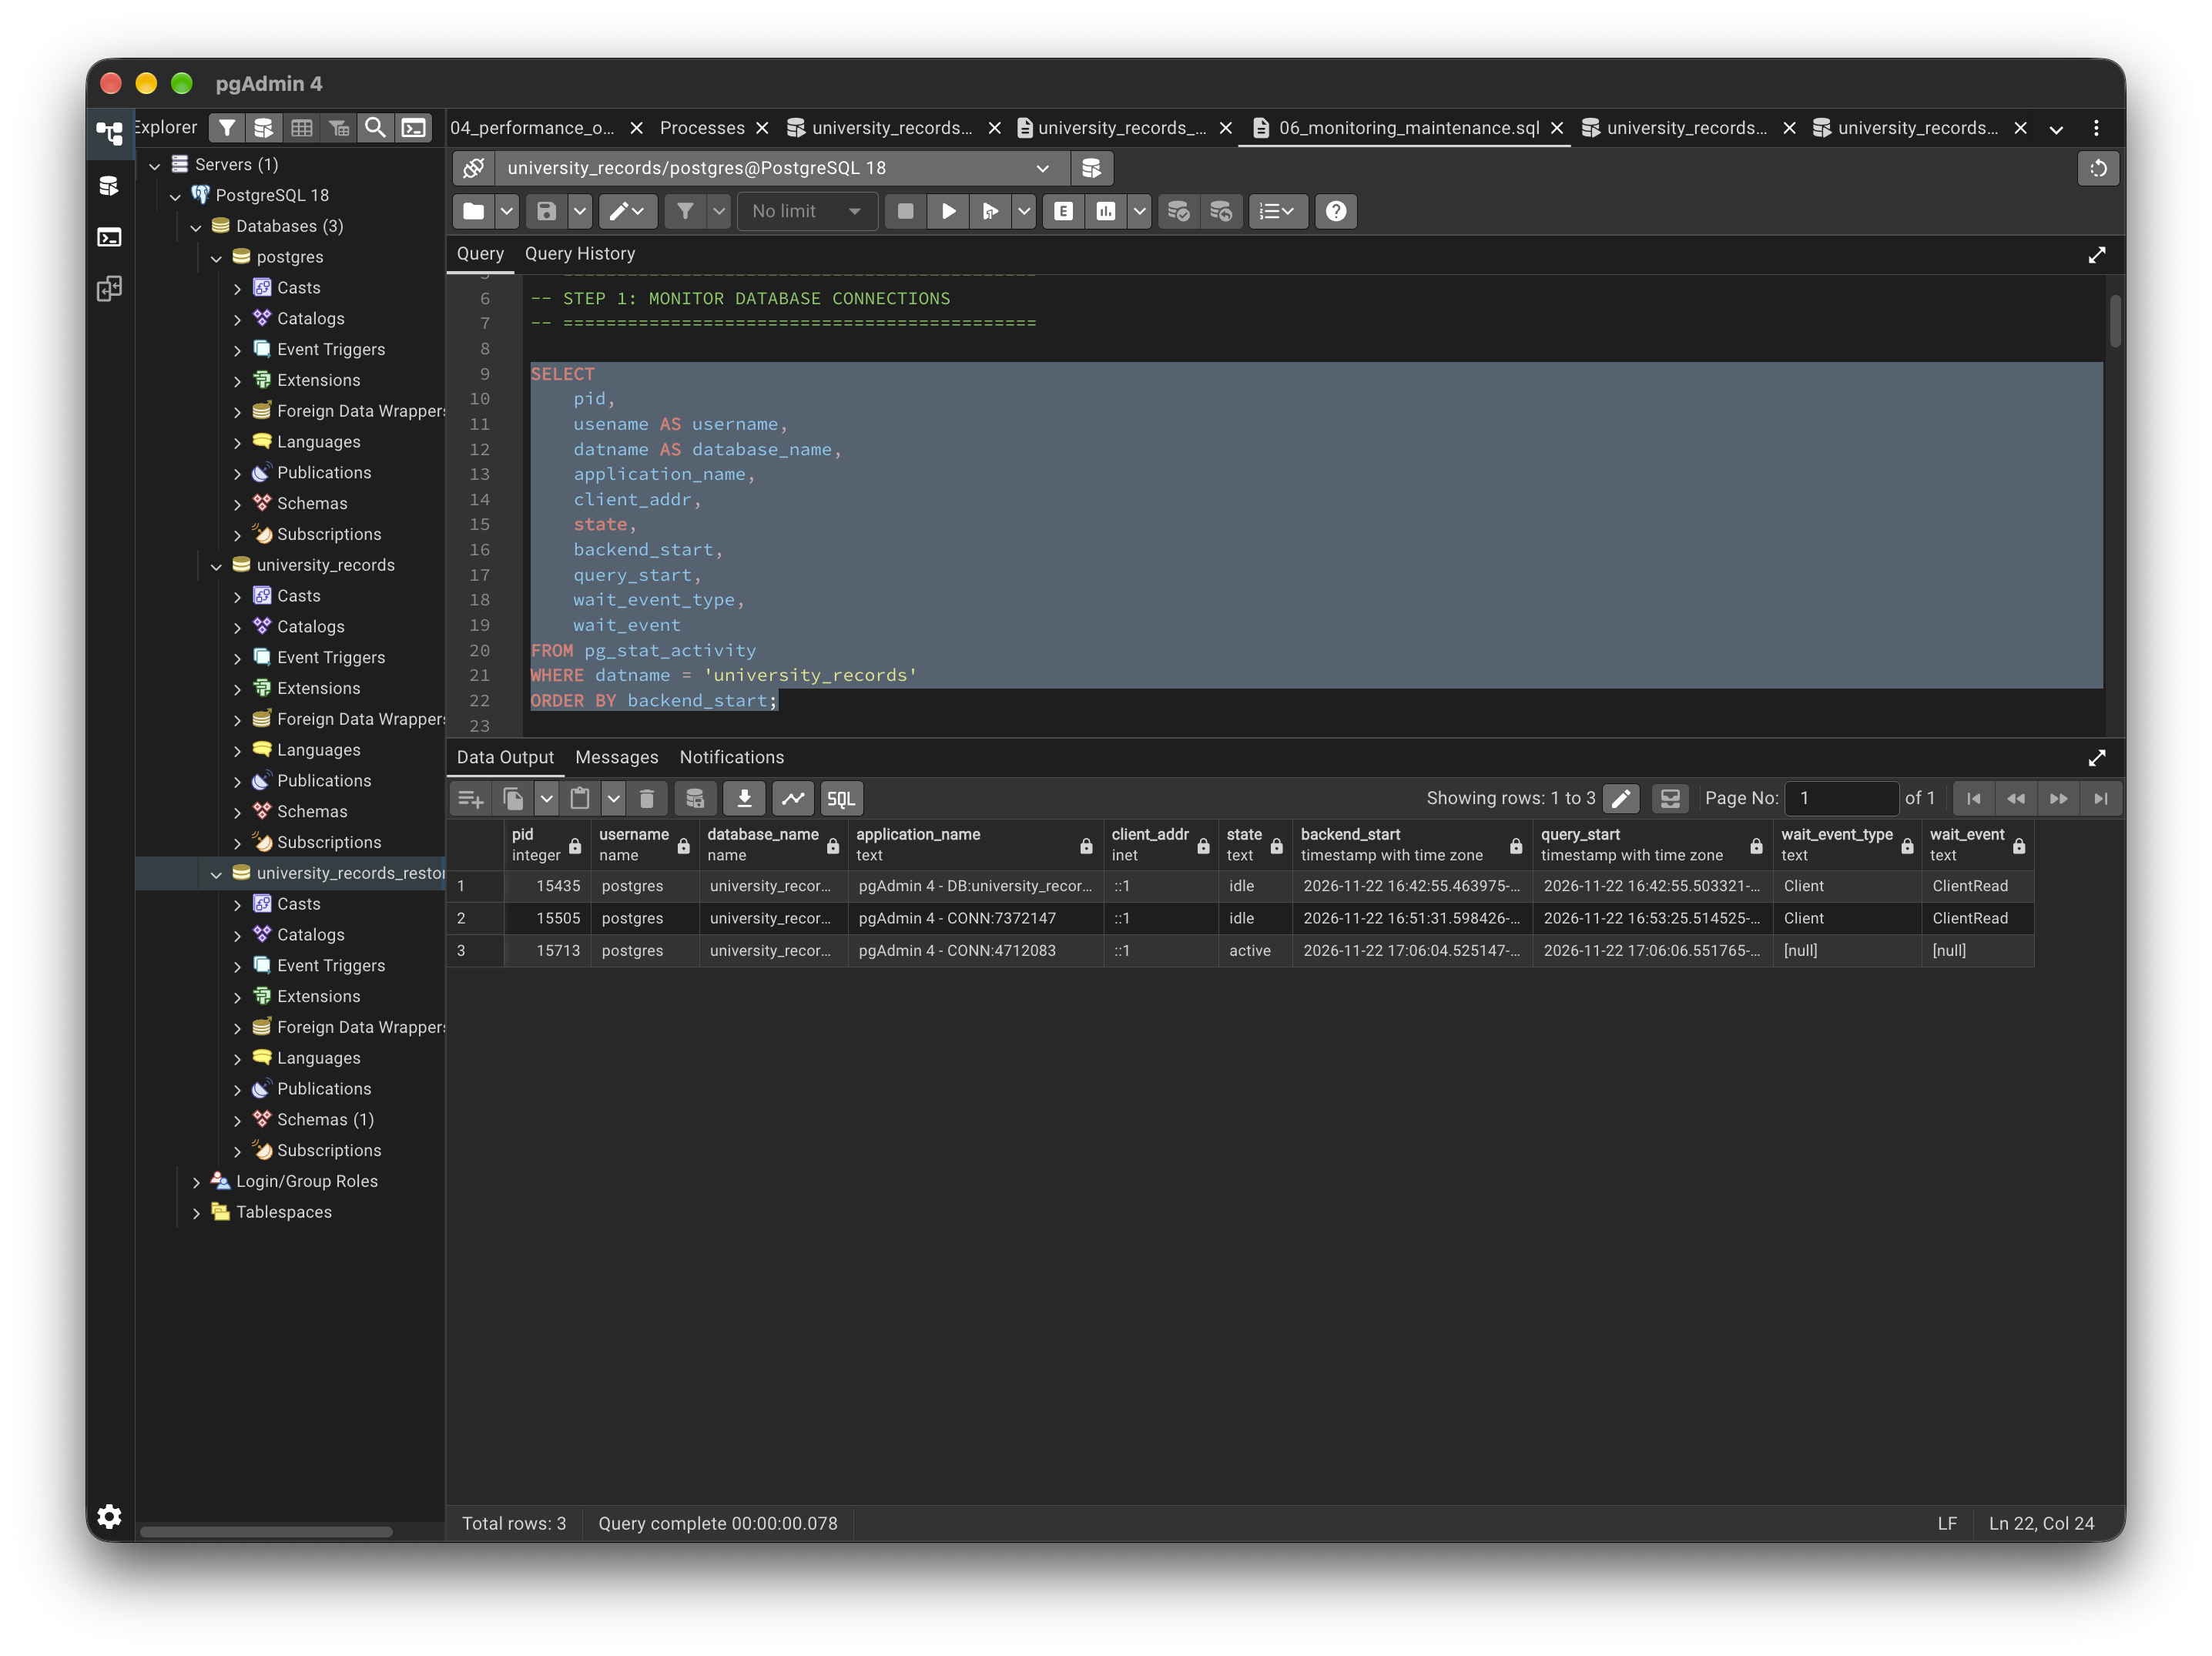 pgAdmin 4
Explorer
04_performance_o...
Processes
university_records...
university_records_...
06_monitoring_maintenance.sql
university_records...
university_records...
Servers (1)
PostgreSQL 18
Databases (3)
postgres
Casts
Catalogs
Event Triggers
Extensions
Foreign Data Wrappers
Languages
Publications
Schemas
Subscriptions
university_records
Casts
Catalogs
Event Triggers
Extensions
Foreign Data Wrappers
Languages
Publications
Schemas
Subscriptions
university_records_resto
Casts
Catalogs
Event Triggers
Extensions
Foreign Data Wrappers
Languages
Publications
Schemas (1)
Subscriptions
Login/Group Roles
Tablespaces
university_records/postgres@PostgreSQL 18
No limit
E
Query Query History
6 -- STEP 1: MONITOR DATABASE CONNECTIONS
7 -- ============================================
8
9 SELECT
10 pid,
11 usename AS username,
12 datname AS database_name,
13 application_name,
14 client_addr,
15 state,
16 backend_start,
17 query_start,
18 wait_event_type,
19 wait_event
20 FROM pg_stat_activity
21 WHERE datname = 'university_records'
22 ORDER BY backend_start;
23
Data Output Messages Notifications
SQL
Showing rows: 1 to 3
Page No: 1 of 1
pid username database_name application_name client_addr state backend_start query_start wait_event_type wait_event
integer name name text inet text timestamp with time zone timestamp with time zone text text
1 15435 postgres university_recor... pgAdmin 4 - DB:university_recor... ::1 idle 2026-11-22 16:42:55.463975-... 2026-11-22 16:42:55.503321-... Client ClientRead
2 15505 postgres university_recor... pgAdmin 4 - CONN:7372147 ::1 idle 2026-11-22 16:51:31.598426-... 2026-11-22 16:53:25.514525-... Client ClientRead
3 15713 postgres university_recor... pgAdmin 4 - CONN:4712083 ::1 active 2026-11-22 17:06:04.525147-... 2026-11-22 17:06:06.551765-... [null] [null]
Total rows: 3
Query complete 00:00:00.078
LF
Ln 22, Col 24